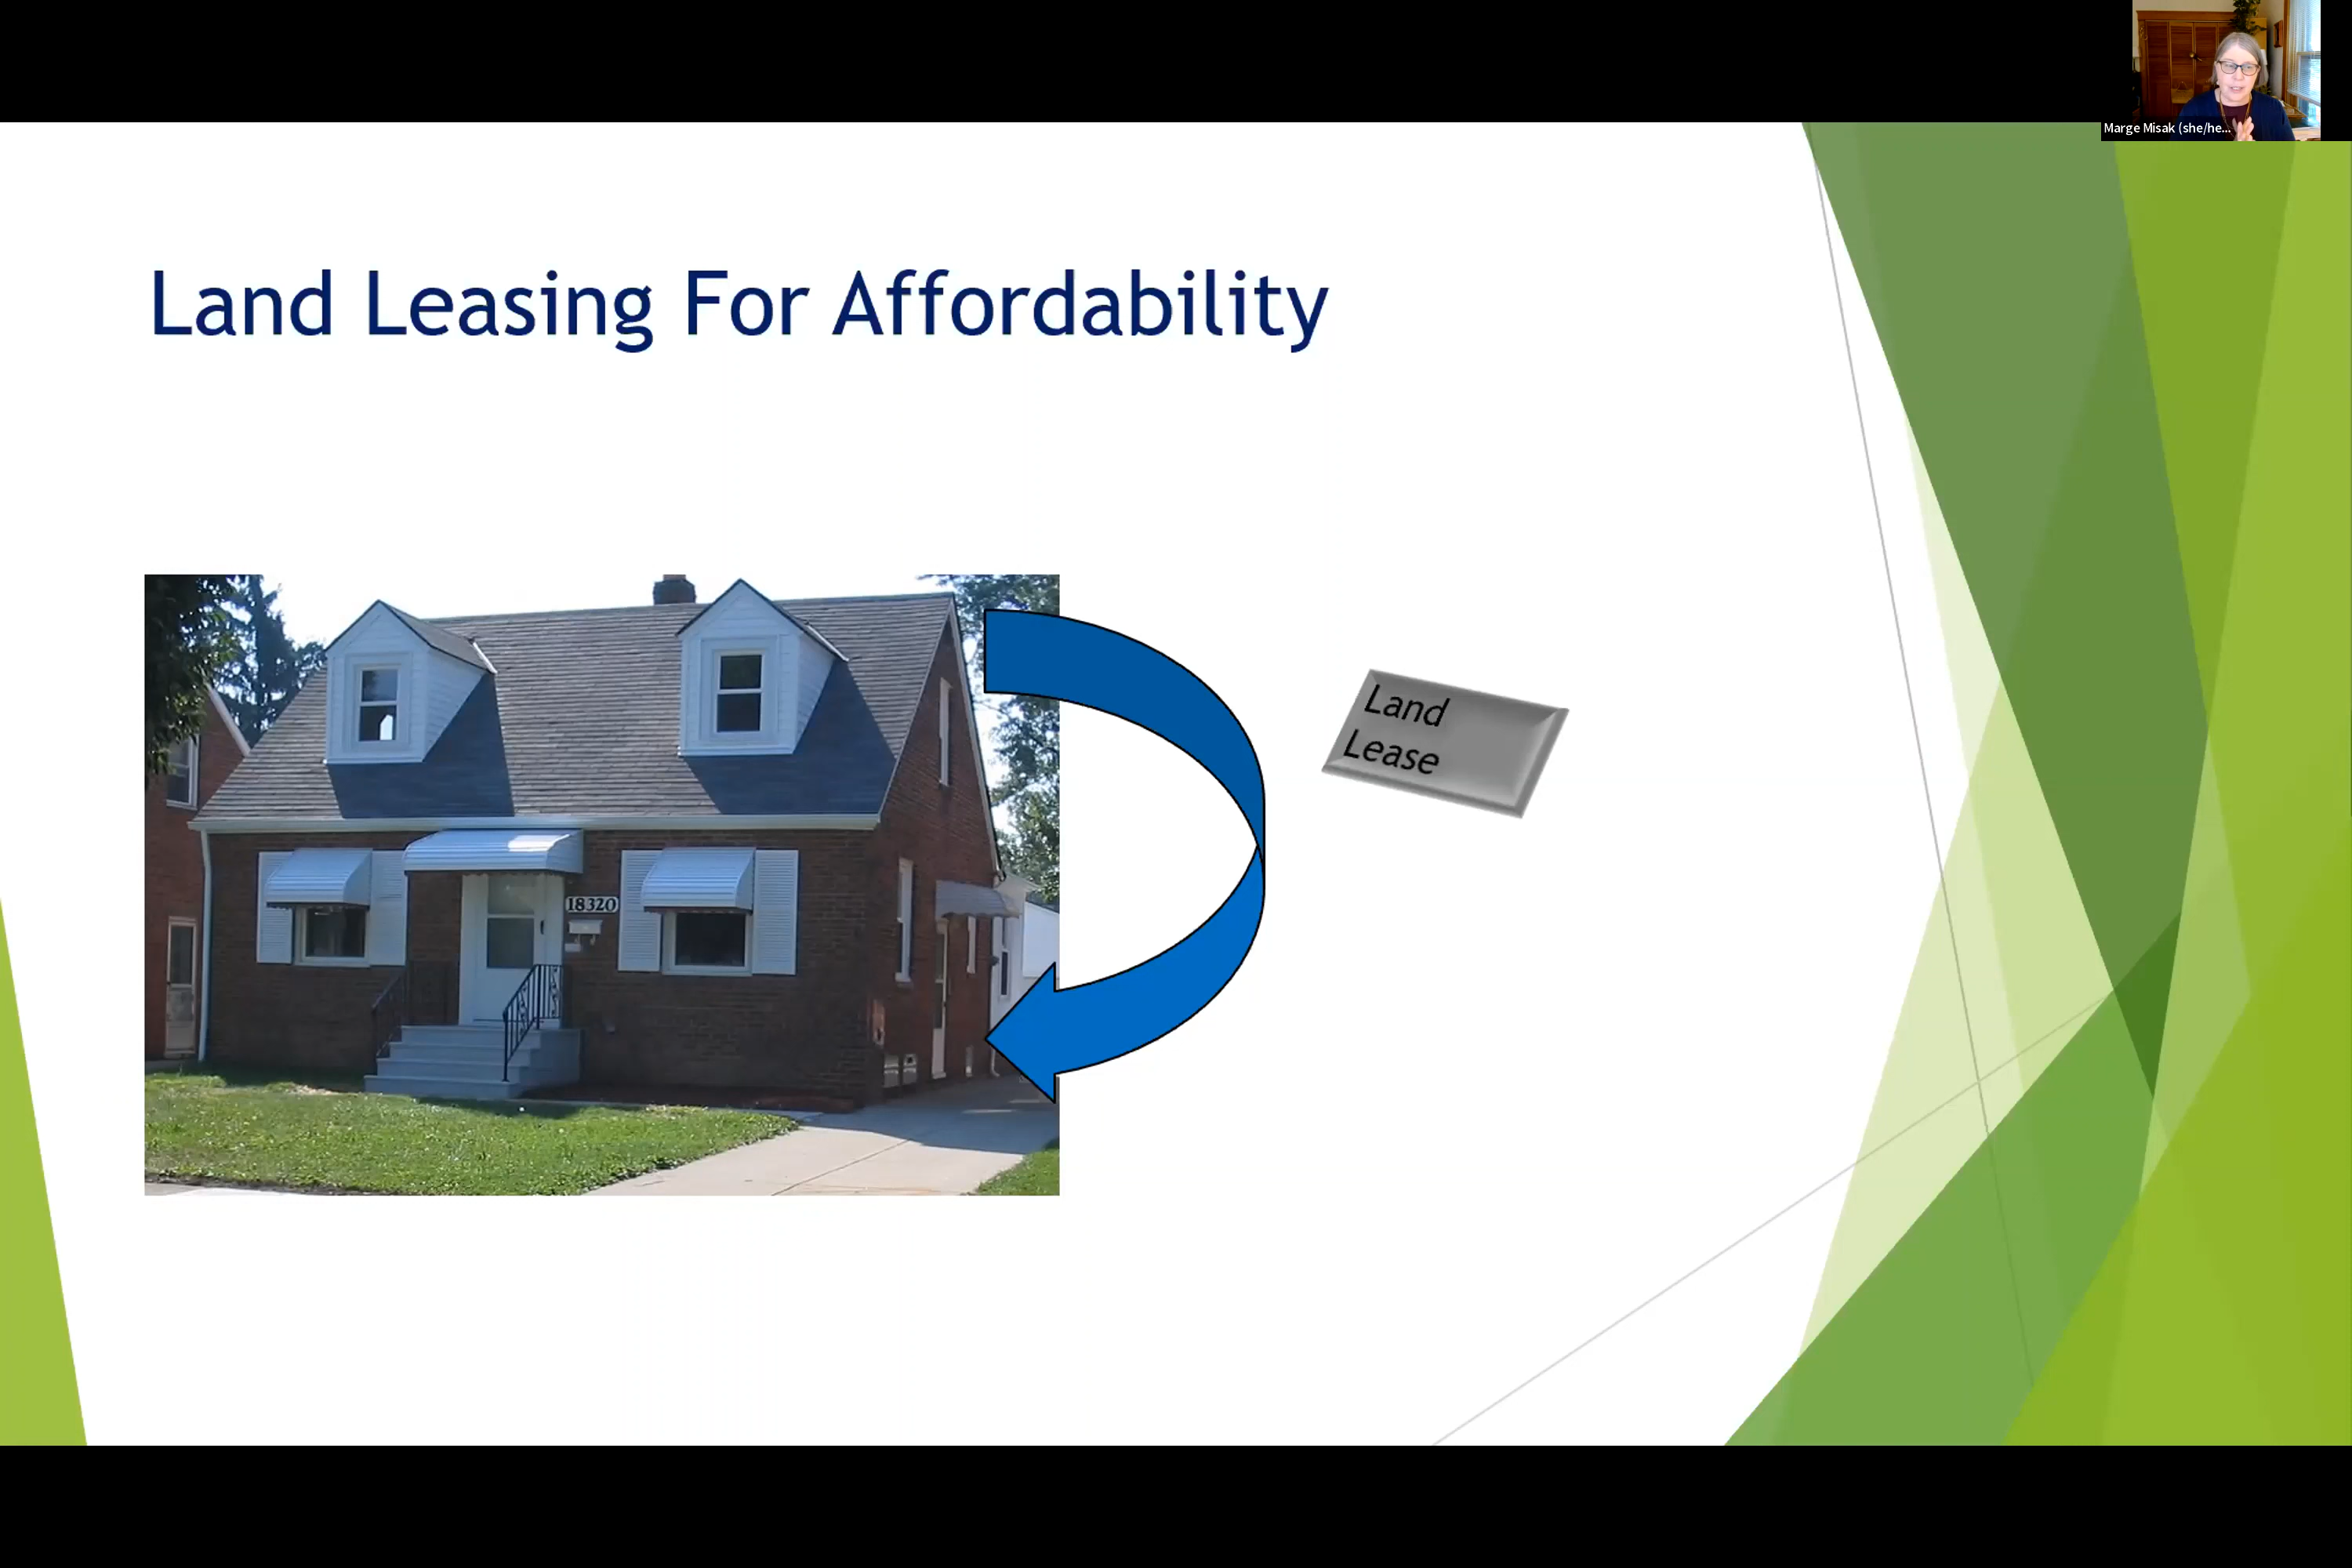 Marge Misak (she/he...
Land Leasing For Affordability
Land
Lease
18320